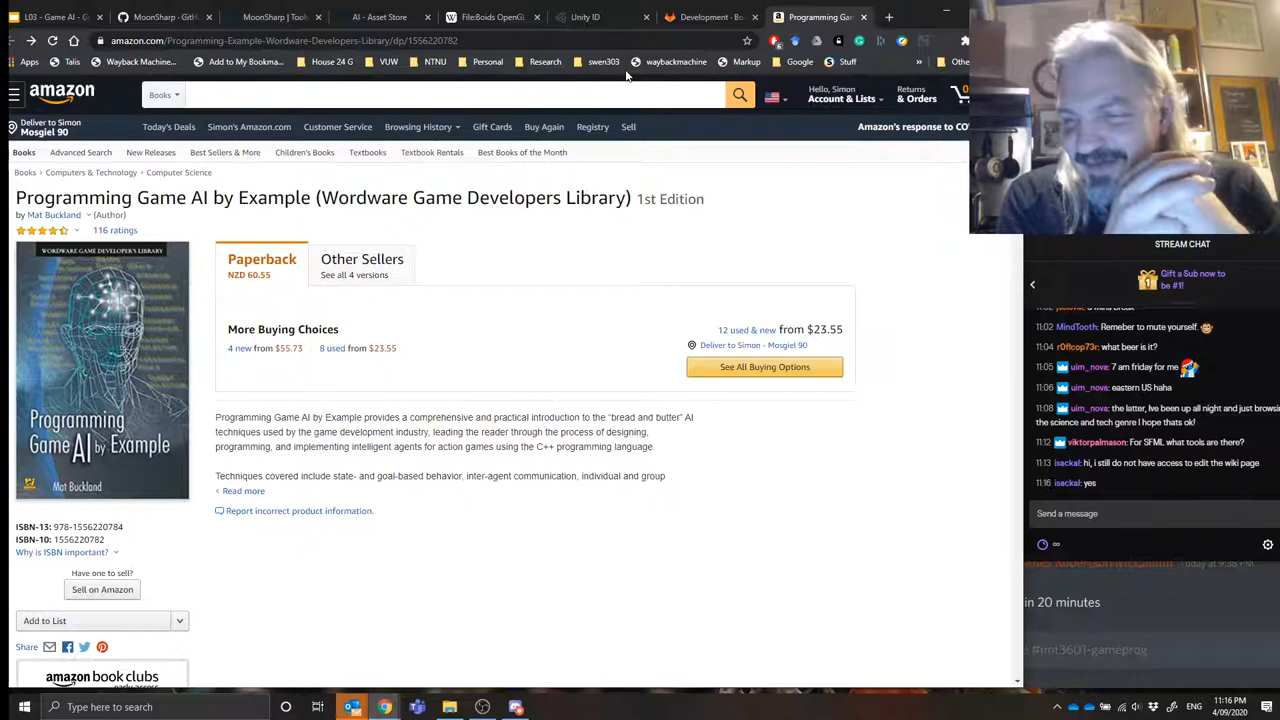 L03 - Game AI -
MoonSharp - GitH
MoonSharp | Tool
AI - Asset Store
File:Boids OpenGL
Unity ID
Development - Bo
Programming Gam
amazon.com/Programming-Example-Wordware-Developers-Library/dp/1556220782
Apps
Talis
Wayback Machine...
Add to My Bookma...
House 24 G
VUW
NTNU
Personal
Research
swen303
waybackmachine
Markup
Google
Stuff
amazon
Books
Hello, Simon
Account & Lists
Returns
& Orders
0
Deliver to Simon
Mosgiel 90
Today's Deals
Simon's Amazon.com
Customer Service
Browsing History
Gift Cards
Buy Again
Registry
Sell
Amazon's response to CO
Books
Advanced Search
New Releases
Best Sellers & More
Children's Books
Textbooks
Textbook Rentals
Best Books of the Month
Books › Computers & Technology › Computer Science
Programming Game AI by Example (Wordware Game Developers Library) 1st Edition
by Mat Buckland (Author)
116 ratings
WORDWARE GAME DEVELOPER'S LIBRARY
Programming
Game AI by Example
Mat Buckland
Paperback
NZD 60.55
Other Sellers
See all 4 versions
More Buying Choices
12 used & new from $23.55
4 new from $55.73
8 used from $23.55
Deliver to Simon - Mosgiel 90
See All Buying Options
Programming Game AI by Example provides a comprehensive and practical introduction to the "bread and butter" AI
techniques used by the game development industry, leading the reader through the process of designing,
programming, and implementing intelligent agents for action games using the C++ programming language.
Techniques covered include state- and goal-based behavior, inter-agent communication, individual and group
‹ Read more
Report incorrect product information.
ISBN-13: 978-1556220784
ISBN-10: 1556220782
Why is ISBN important?
Have one to sell?
Sell on Amazon
Add to List
Share
amazon book clubs
early access
STREAM CHAT
Gift a Sub now to
be #1!
1
11:02 MindTooth: Remeber to mute yourself.
11:04 r0flcop73r: what beer is it?
11:05 uim_nova: 7 am friday for me
11:06 uim_nova: eastern US haha
11:08 uim_nova: the latter, Ive been up all night and just browsi
the science and tech genre I hope thats ok!
11:12 viktorpalmason: For SFML what tools are there?
11:13 isackal: hi, i still do not have access to edit the wiki page
11:16 isackal: yes
Send a message
∞
Today at 9:38 PM
in 20 minutes
#imt3601-gameprog
Type here to search
ENG
11:16 PM
4/09/2020